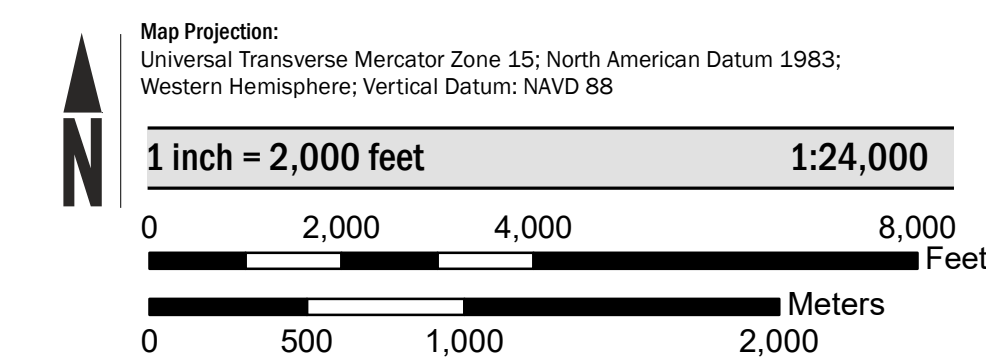 Map Projection:
Universal Transverse Mercator Zone 15; North American Datum 1983;
Western Hemisphere; Vertical Datum: NAVD 88
N
1 inch = 2,000 feet 1:24,000
0 2,000 4,000 8,000
Feet
Meters
0 500 1,000 2,000